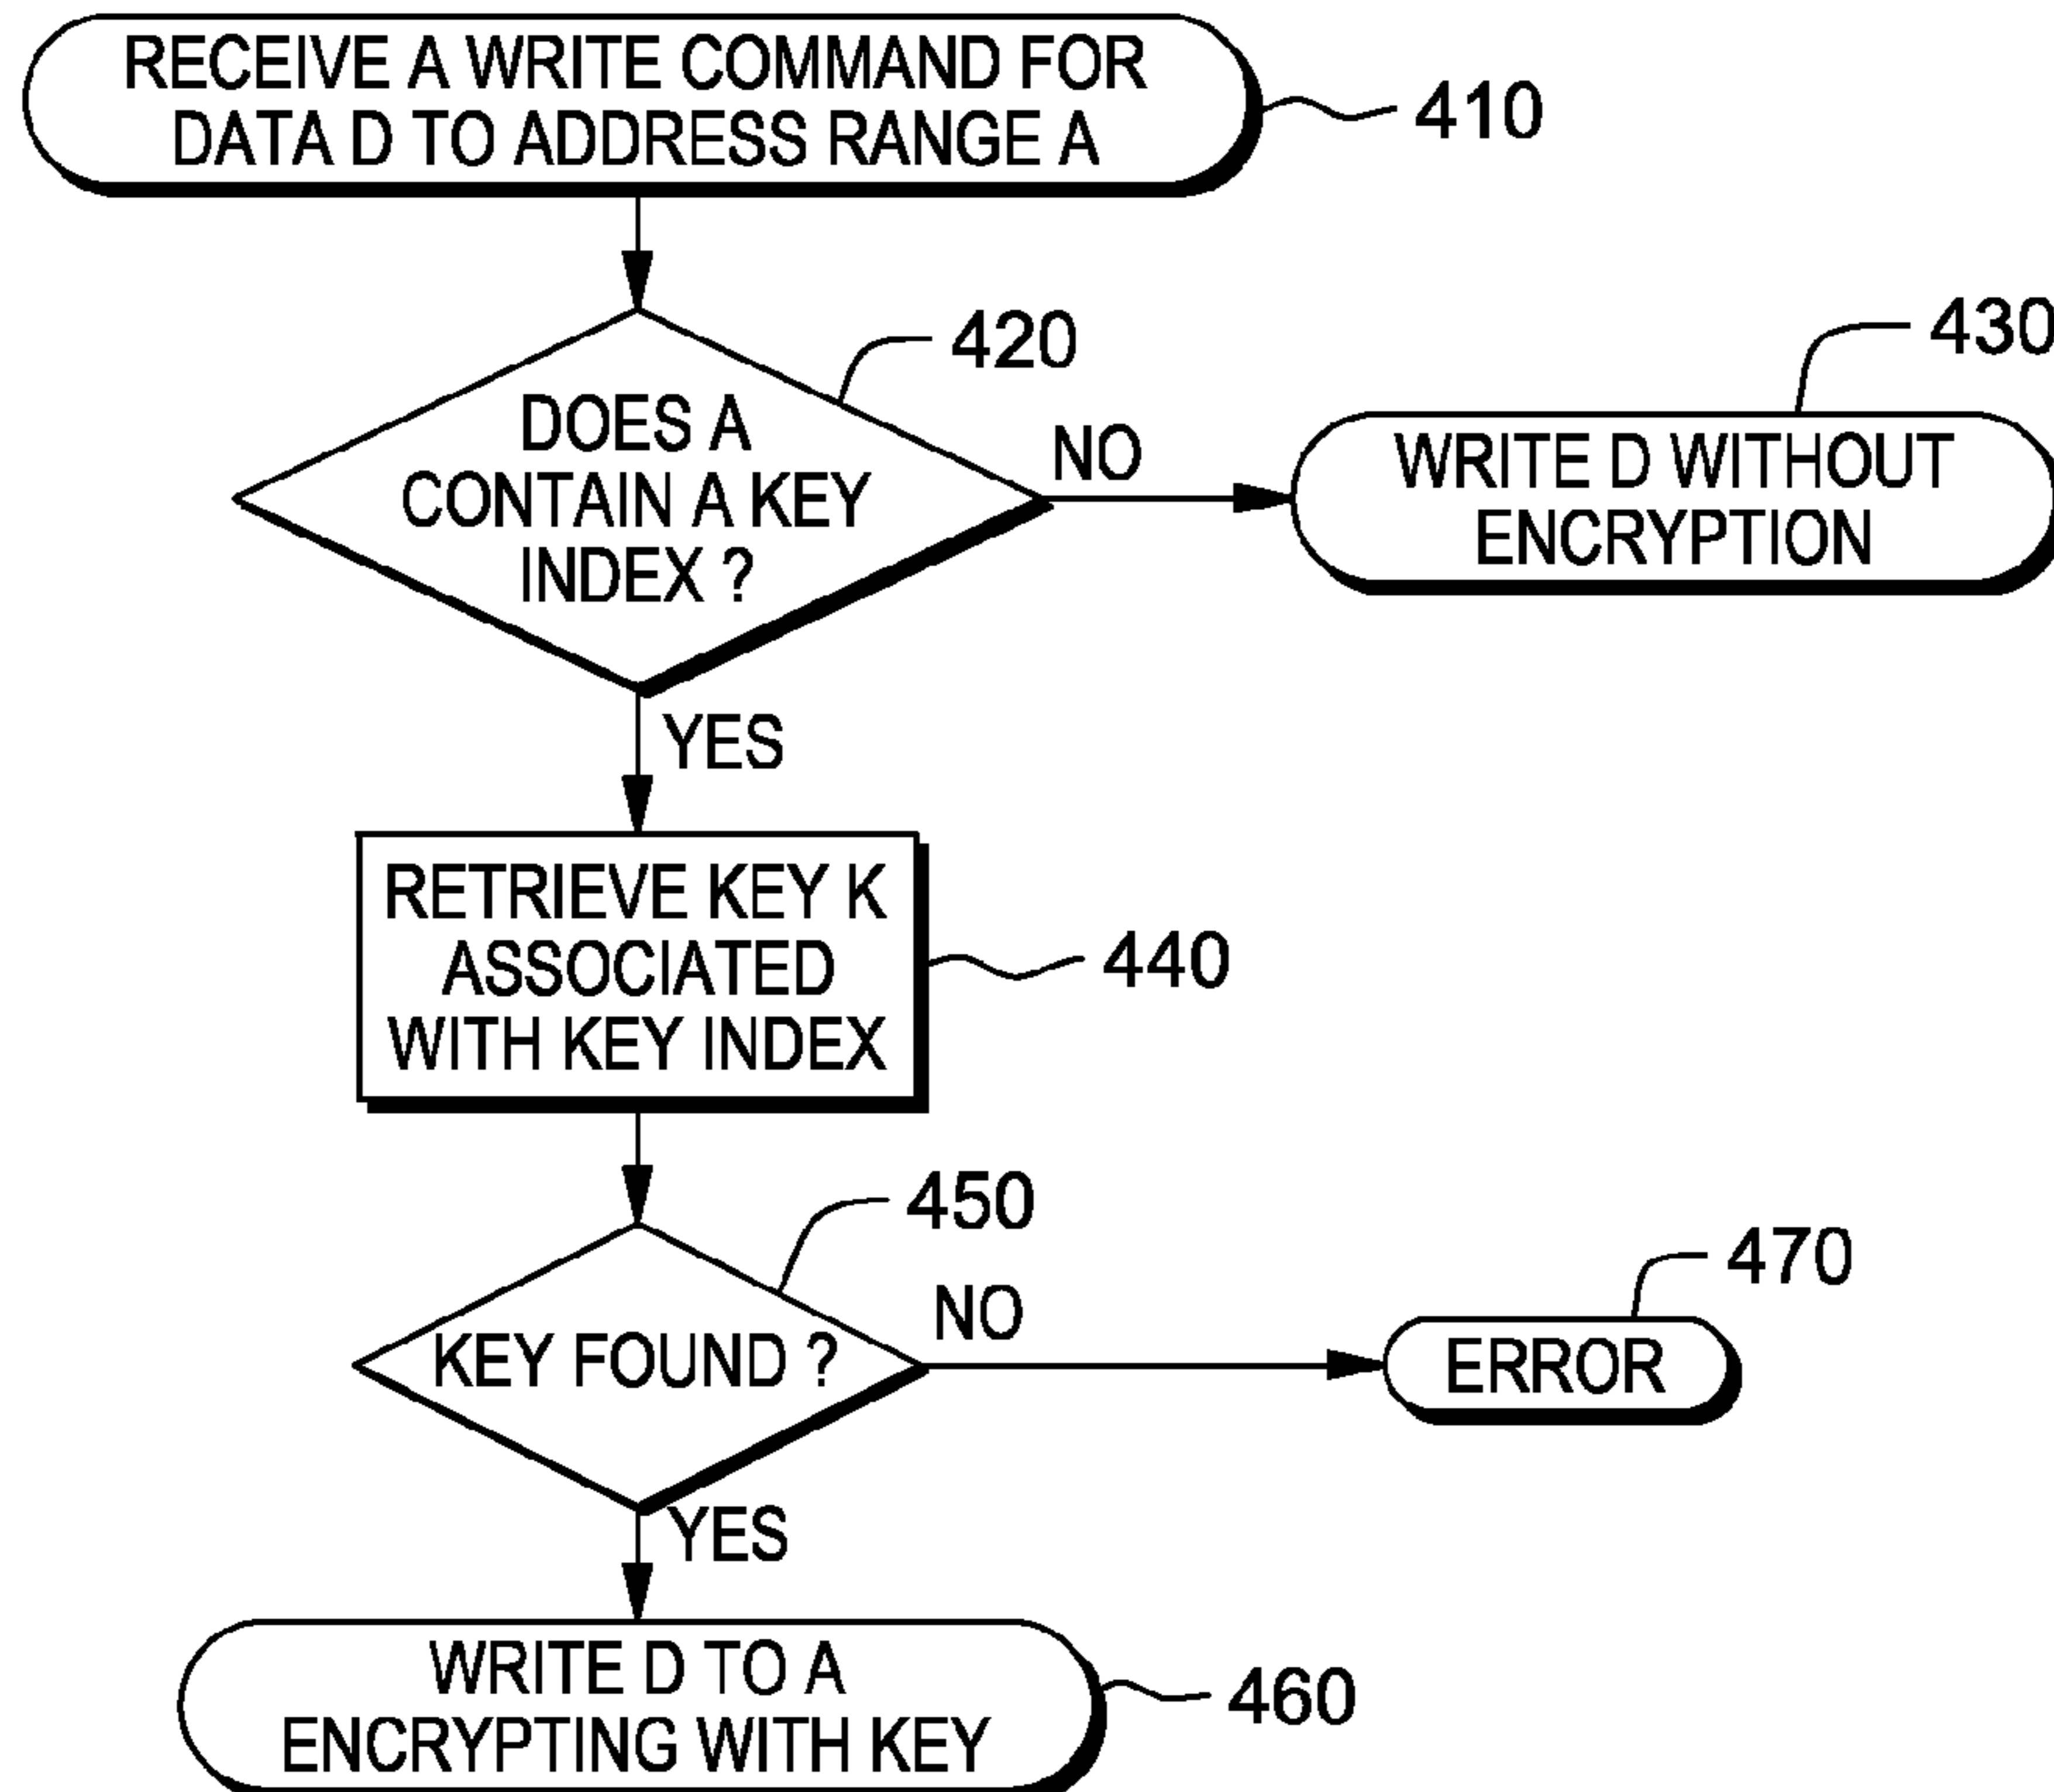 RECEIVE A WRITE COMMAND FOR
DATA D TO ADDRESS RANGE A
410
420
DOES A
CONTAIN A KEY
INDEX ?
NO
430
WRITE D WITHOUT
ENCRYPTION
YES
RETRIEVE KEY K
ASSOCIATED
WITH KEY INDEX
440
450
KEY FOUND ?
NO
470
ERROR
YES
WRITE D TO A
ENCRYPTING WITH KEY
460